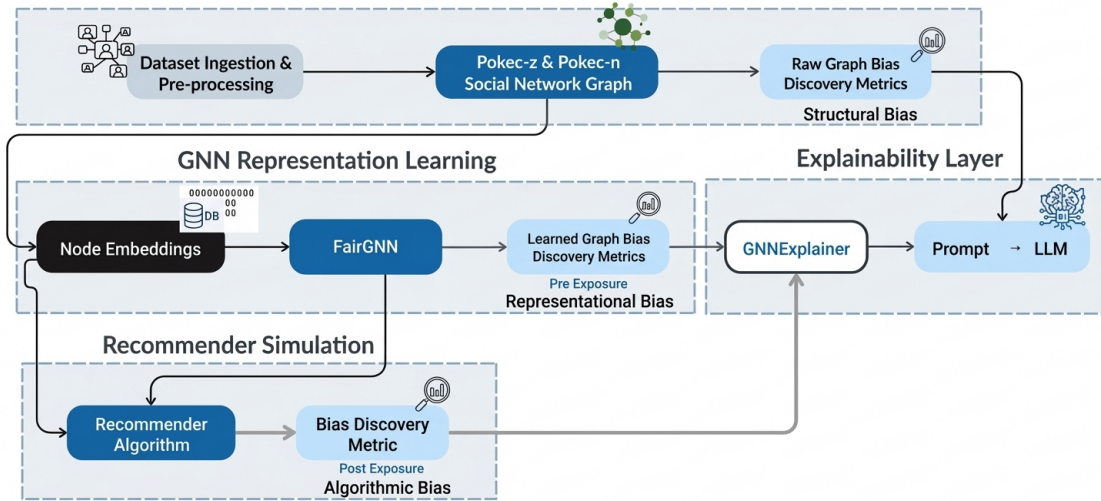 Dataset Ingestion &
Pre-processing
Pokec-z & Pokec-n
Social Network Graph
Raw Graph Bias
Discovery Metrics
Structural Bias
GNN Representation Learning
Explainability Layer
00000000000
00
00
DB
Node Embeddings
FairGNN
Learned Graph Bias
Discovery Metrics
Pre Exposure
Representational Bias
GNNExplainer
Prompt → LLM
Recommender Simulation
Recommender
Algorithm
Bias Discovery
Metric
Post Exposure
Algorithmic Bias